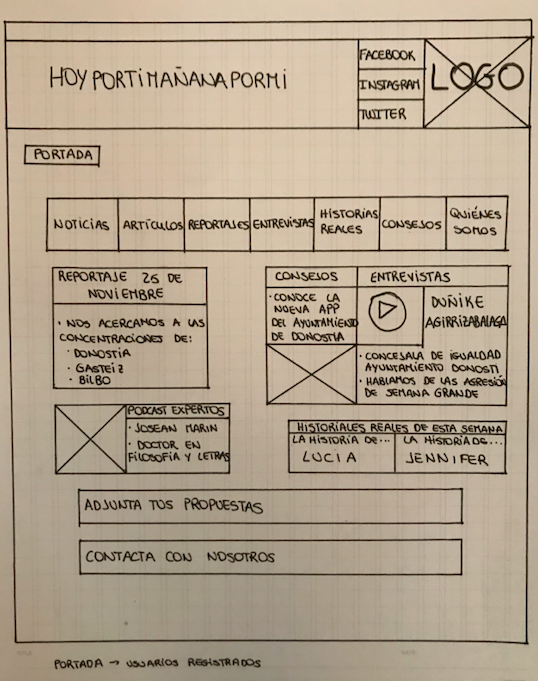 HOY PORTI MAÑANA PORMI
FACEBOOK
INSTAGRAM
TWITTER
LOGO
PORTADA
NOTICIAS
ARTÍCULOS
REPORTAJES
ENTREVISTAS
HISTORIAS
REALES
CONSEJOS
QUIÉNES
SOMOS
REPORTAJE 25 DE
NOVIEMBRE
· NOS ACERCAMOS A LAS
CONCENTRACIONES DE:
· DONOSTIA
· GASTEIZ
· BILBO
CONSEJOS
· CONOCE LA
NUEVA APP
DEL AYUNTAMIENTO
DE DONOSTIA
ENTREVISTAS
DUÑIKE
AGIRRIZABALAGA
· CONCEJALA DE IGUALDAD
AYUNTAMIENTO DONOSTI
· HABLAMOS DE LAS AGRESIÓN
DE SEMANA GRANDE
PODCAST EXPERTOS
· JOSEAN MARIN
· DOCTOR EN
FILOSOFÍA Y LETRAS
HISTORIALES REALES DE ESTA SEMANA
LA HISTORIA DE...
LUCIA
LA HISTORIA DE...
JENNIFER
ADJUNTA TUS PROPUESTAS
CONTACTA CON NOSOTROS
PORTADA → USUARIOS REGISTRADOS